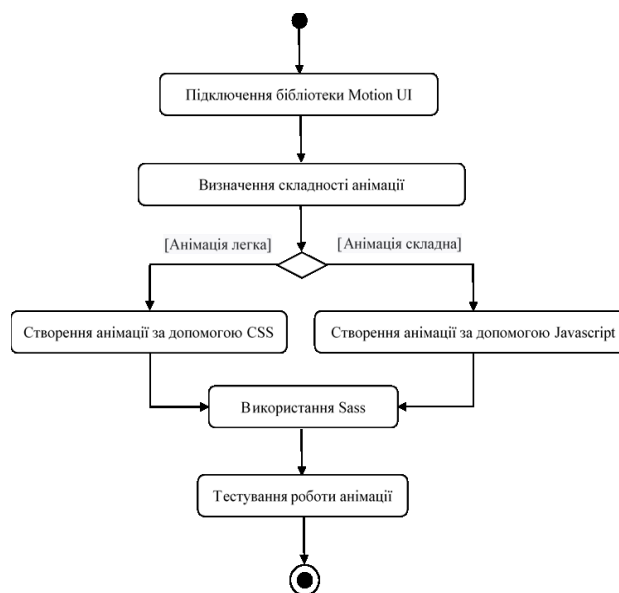 Підключення бібліотеки Motion UI
Визначення складності анімації
[Анімація легка]
[Анімація складна]
Створення анімації за допомогою CSS
Створення анімації за допомогою Javascript
Використання Sass
Тестування роботи анімації